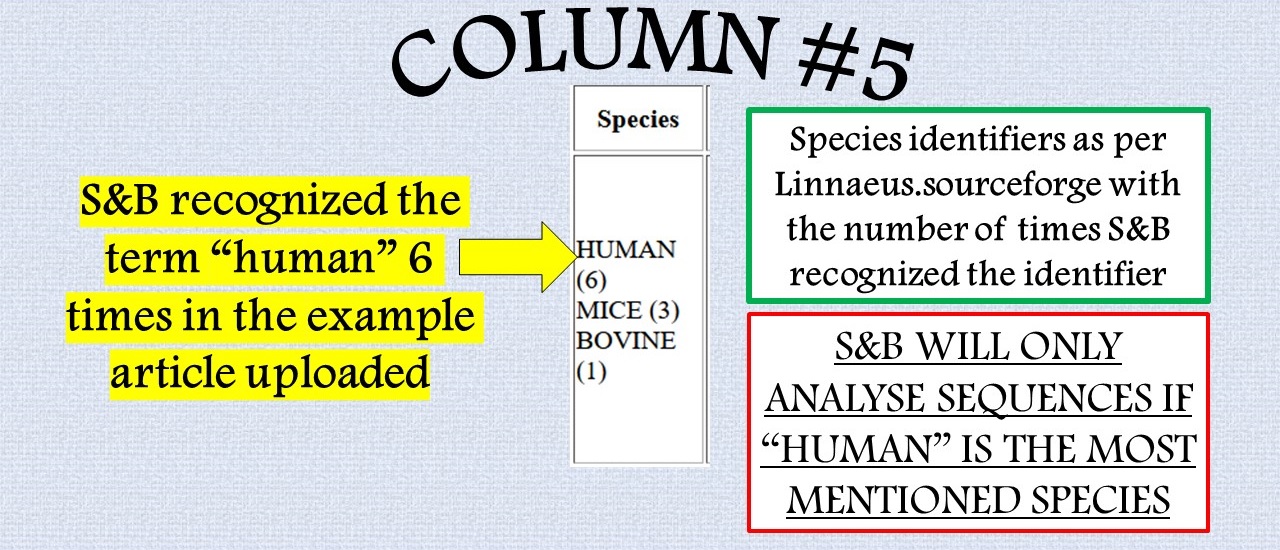 COLUMN #5
S&B recognized the
term “human” 6
times in the example
article uploaded
Species
HUMAN
(6)
MICE (3)
BOVINE
(1)
Species identifiers as per
Linnaeus.sourceforge with
the number of times S&B
recognized the identifier
S&B WILL ONLY
ANALYSE SEQUENCES IF
“HUMAN” IS THE MOST
MENTIONED SPECIES